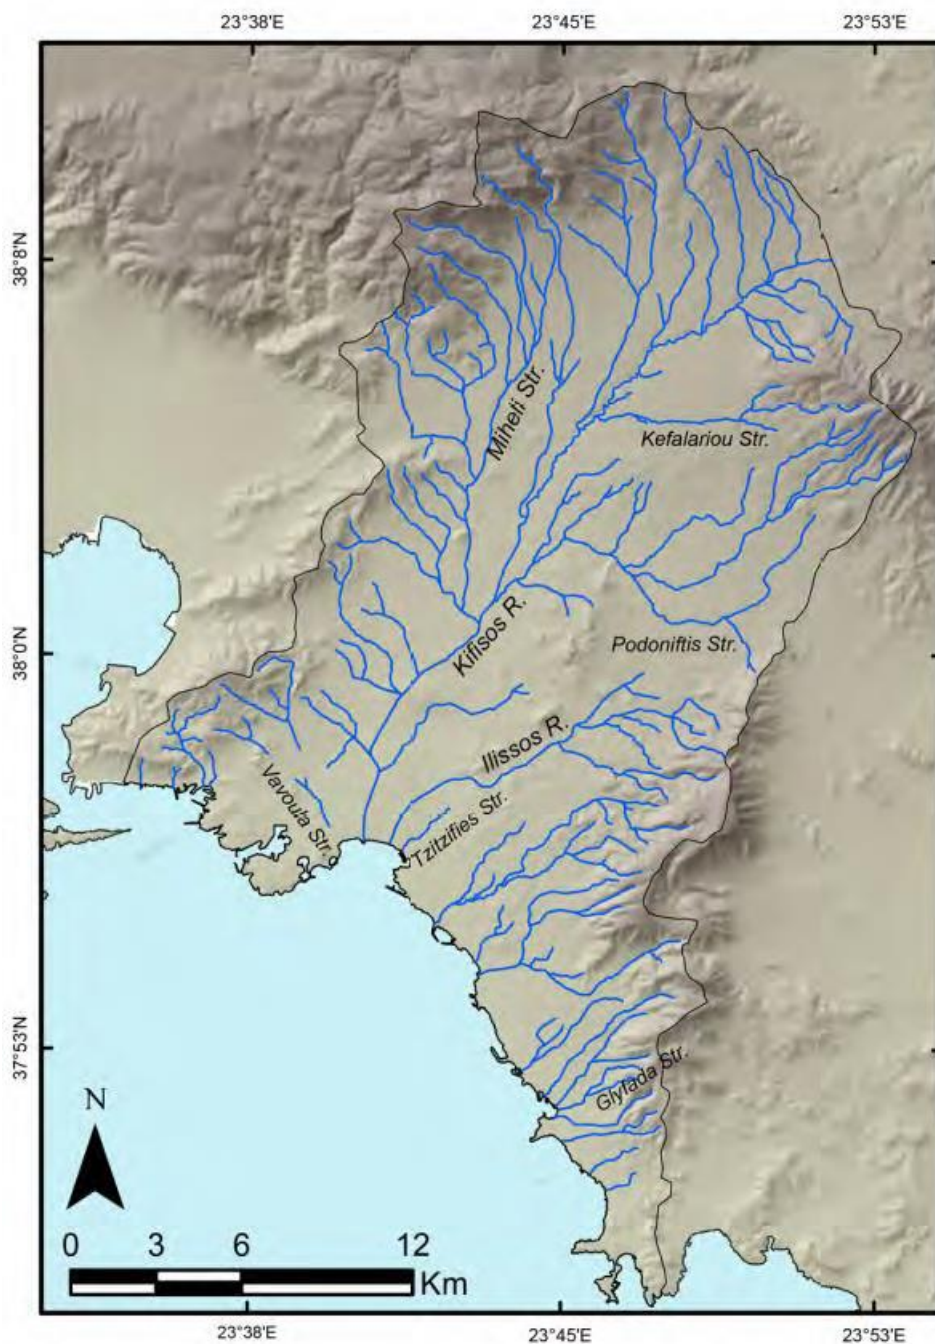 23°38'E
23°45'E
23°53'E
38°8'N
Miheli Str.
Kefalariou Str.
Kifisos R.
Podoniftis Str.
38°0'N
Ilissos R.
Vavoula Str.
Tzitzifies Str.
37°53'N
Glyfada Str.
N
0 3 6 12
Km
23°38'E
23°45'E
23°53'E